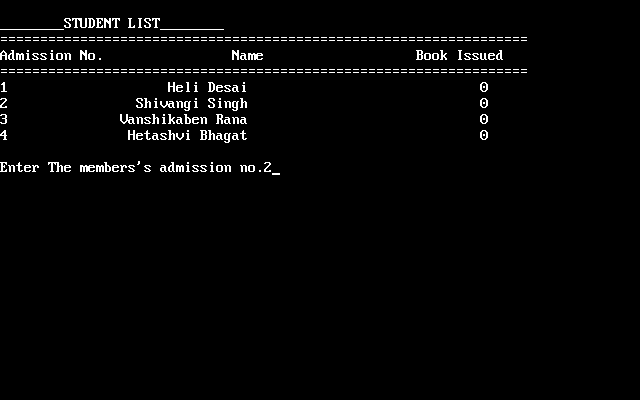 ________STUDENT LIST________
==================================================================
Admission No. Name Book Issued
==================================================================
1 Heli Desai 0
2 Shivangi Singh 0
3 Vanshikaben Rana 0
4 Hetashvi Bhagat 0
Enter The members's admission no.2_